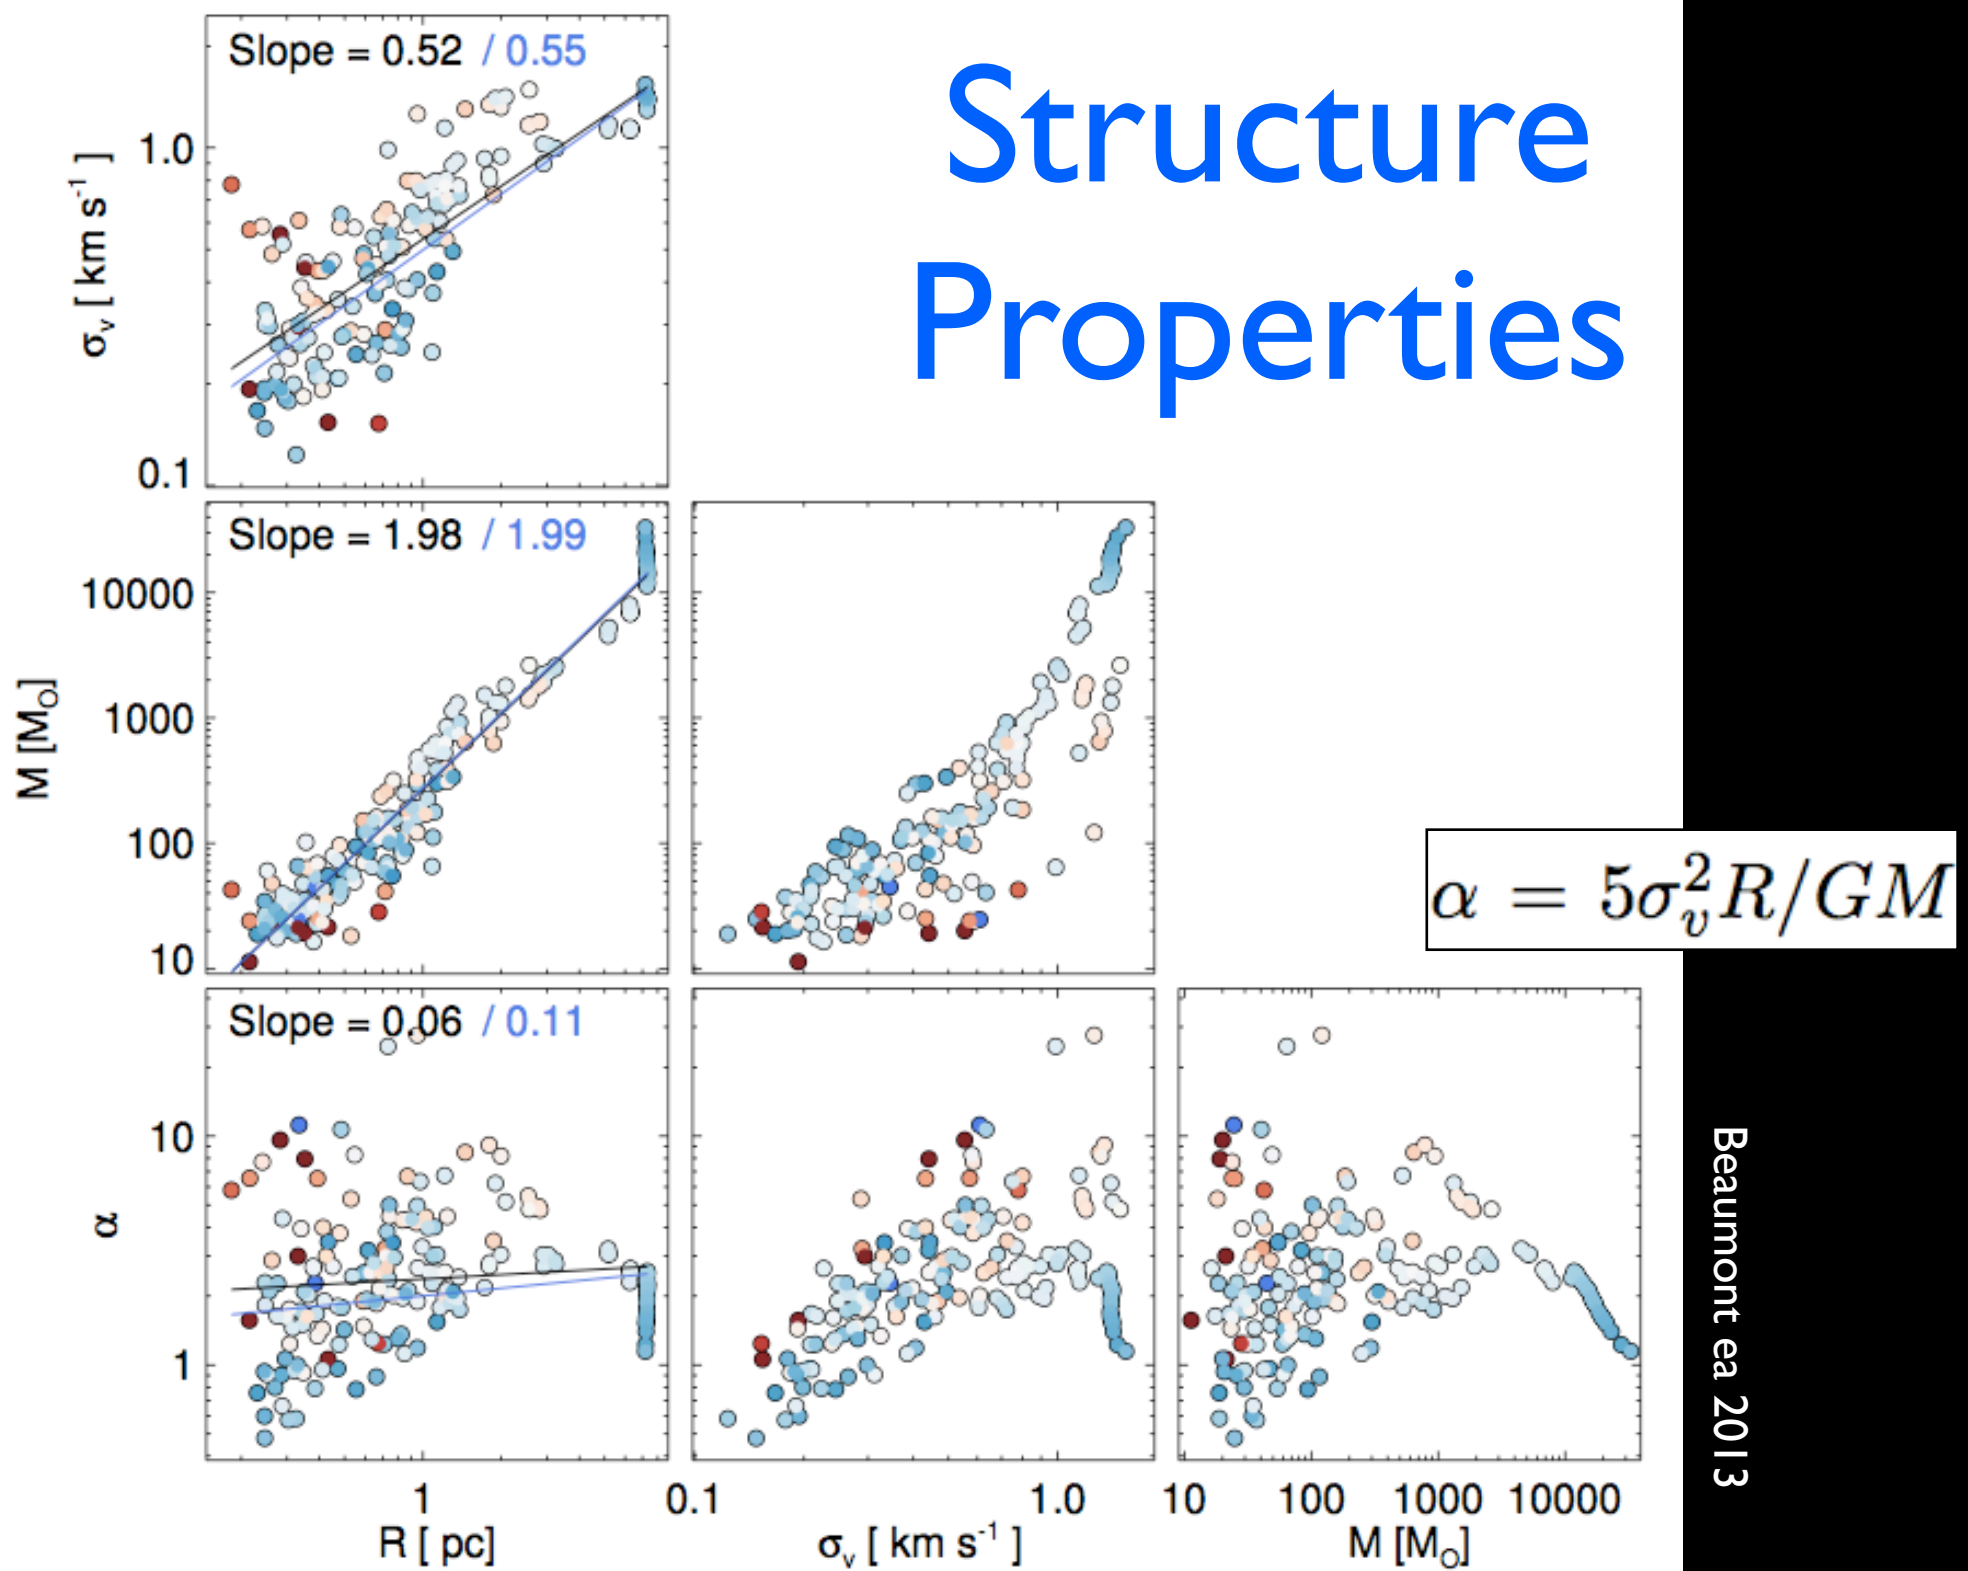 Structure
Properties
Slope = 0.52 / 0.55
1.0
0.1
σv [ km s-1 ]
Slope = 1.98 / 1.99
10000
1000
100
10
M [MO]
α = 5σv2R/GM
Slope = 0.06 / 0.11
10
1
α
1
R [ pc]
0.1
1.0
σv [ km s-1 ]
10
100
1000
10000
M [MO]
Beaumont ea 2013